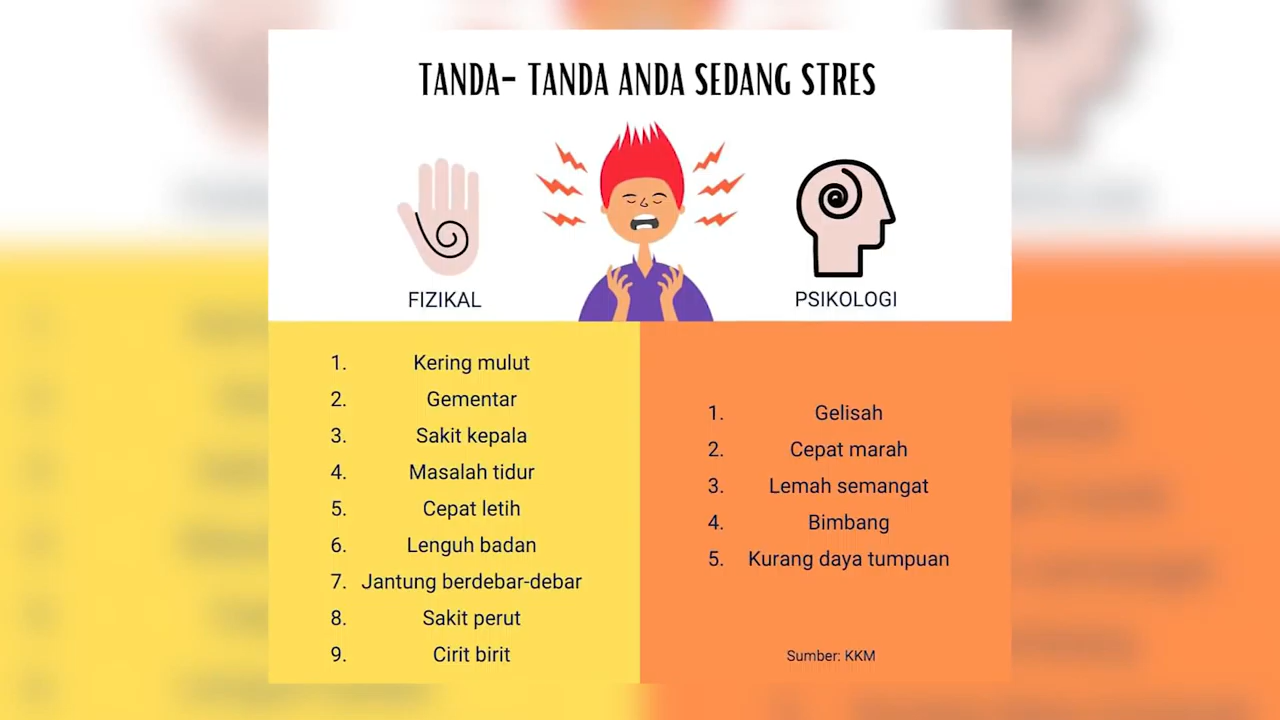 TANDA- TANDA ANDA SEDANG STRES
FIZIKAL
1. Kering mulut
2. Gementar
3. Sakit kepala
4. Masalah tidur
5. Cepat letih
6. Lenguh badan
7. Jantung berdebar-debar
8. Sakit perut
9. Cirit birit
PSIKOLOGI
1. Gelisah
2. Cepat marah
3. Lemah semangat
4. Bimbang
5. Kurang daya tumpuan
Sumber: KKM